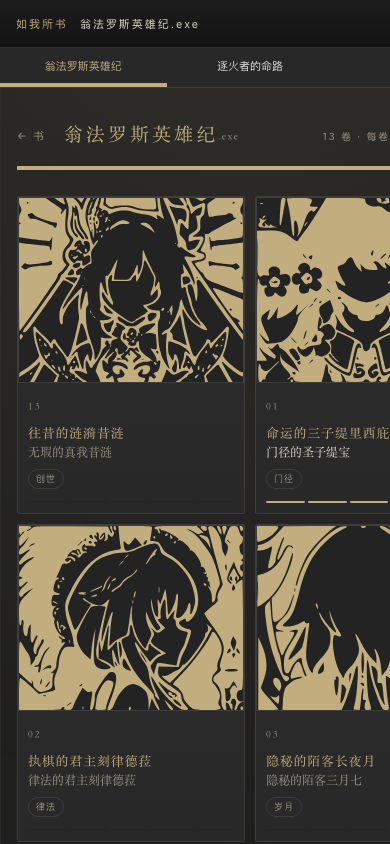 如我所书 翁法罗斯英雄纪.exe
翁法罗斯英雄纪 逐火者的命路
← 书 翁法罗斯英雄纪.exe 13 卷 · 每卷
13
往昔的涟漪昔涟
无瑕的真我昔涟
创世
01
命运的三子缇里西庇
门径的圣子缇宝
门径
02
执棋的君主刻律德菈
律法的君主刻律德菈
律法
03
隐秘的陌客长夜月
隐秘的陌客三月七
岁月